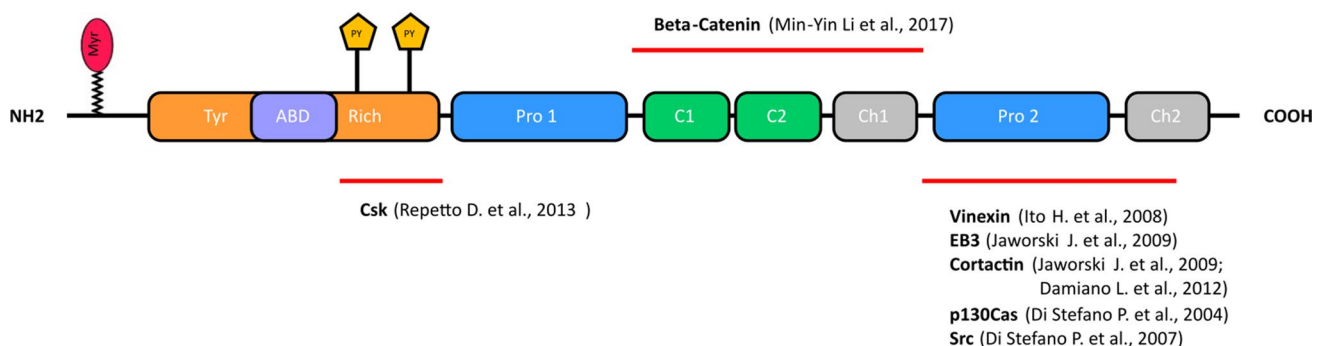 Beta-Catenin (Min-Yin Li et al., 2017)
Myr
PY PY
NH2 Tyr ABD Rich Pro 1 C1 C2 Ch1 Pro 2 Ch2 COOH
Csk (Repetto D. et al., 2013 )
Vinexin (Ito H. et al., 2008)
EB3 (Jaworski J. et al., 2009)
Cortactin (Jaworski J. et al., 2009;
Damiano L. et al., 2012)
p130Cas (Di Stefano P. et al., 2004)
Src (Di Stefano P. et al., 2007)